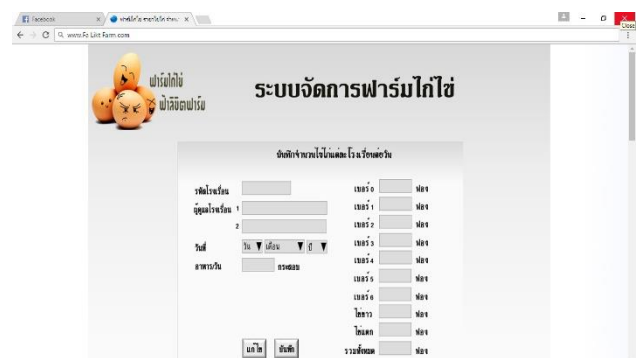 Facebook
www.Fa Likit Farm.com
Close
ฟาร์มไก่ไข่
ฟ้าลิขิตฟาร์ม
ระบบจัดการฟาร์มไก่ไข่
บันทึกจำนวนไข่ไก่แต่ละโรงเรือนต่อวัน
รหัสโรงเรือน
ผู้ดูแลโรงเรือน 1
2
วันที่ วัน ▼ เดือน ▼ ปี ▼
อาหาร/วัน กระสอบ
แก้ไข บันทึก
เบอร์ 0 ฟอง
เบอร์ 1 ฟอง
เบอร์ 2 ฟอง
เบอร์ 3 ฟอง
เบอร์ 4 ฟอง
เบอร์ 5 ฟอง
เบอร์ 6 ฟอง
ไข่ขาว ฟอง
ไข่แตก ฟอง
รวมทั้งหมด ฟอง